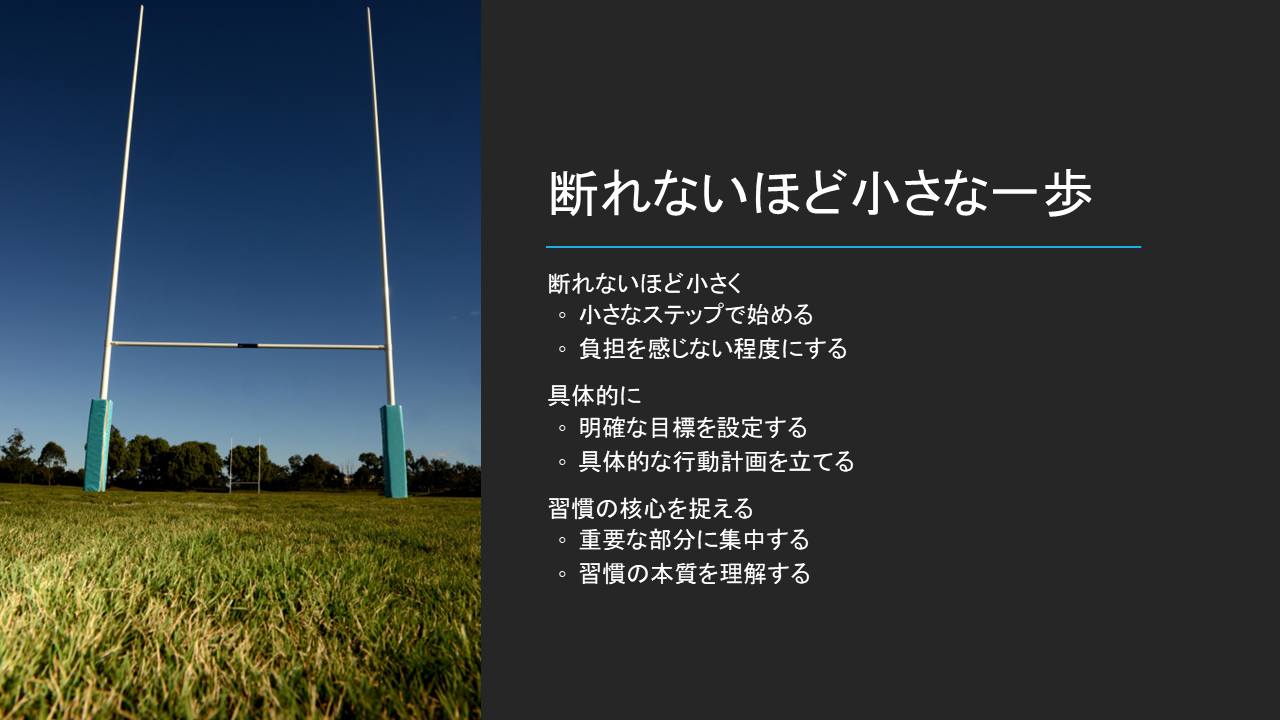 断れないほど小さな一歩
断れないほど小さく
◦ 小さなステップで始める
◦ 負担を感じない程度にする
具体的に
◦ 明確な目標を設定する
◦ 具体的な行動計画を立てる
習慣の核心を捉える
◦ 重要な部分に集中する
◦ 習慣の本質を理解する